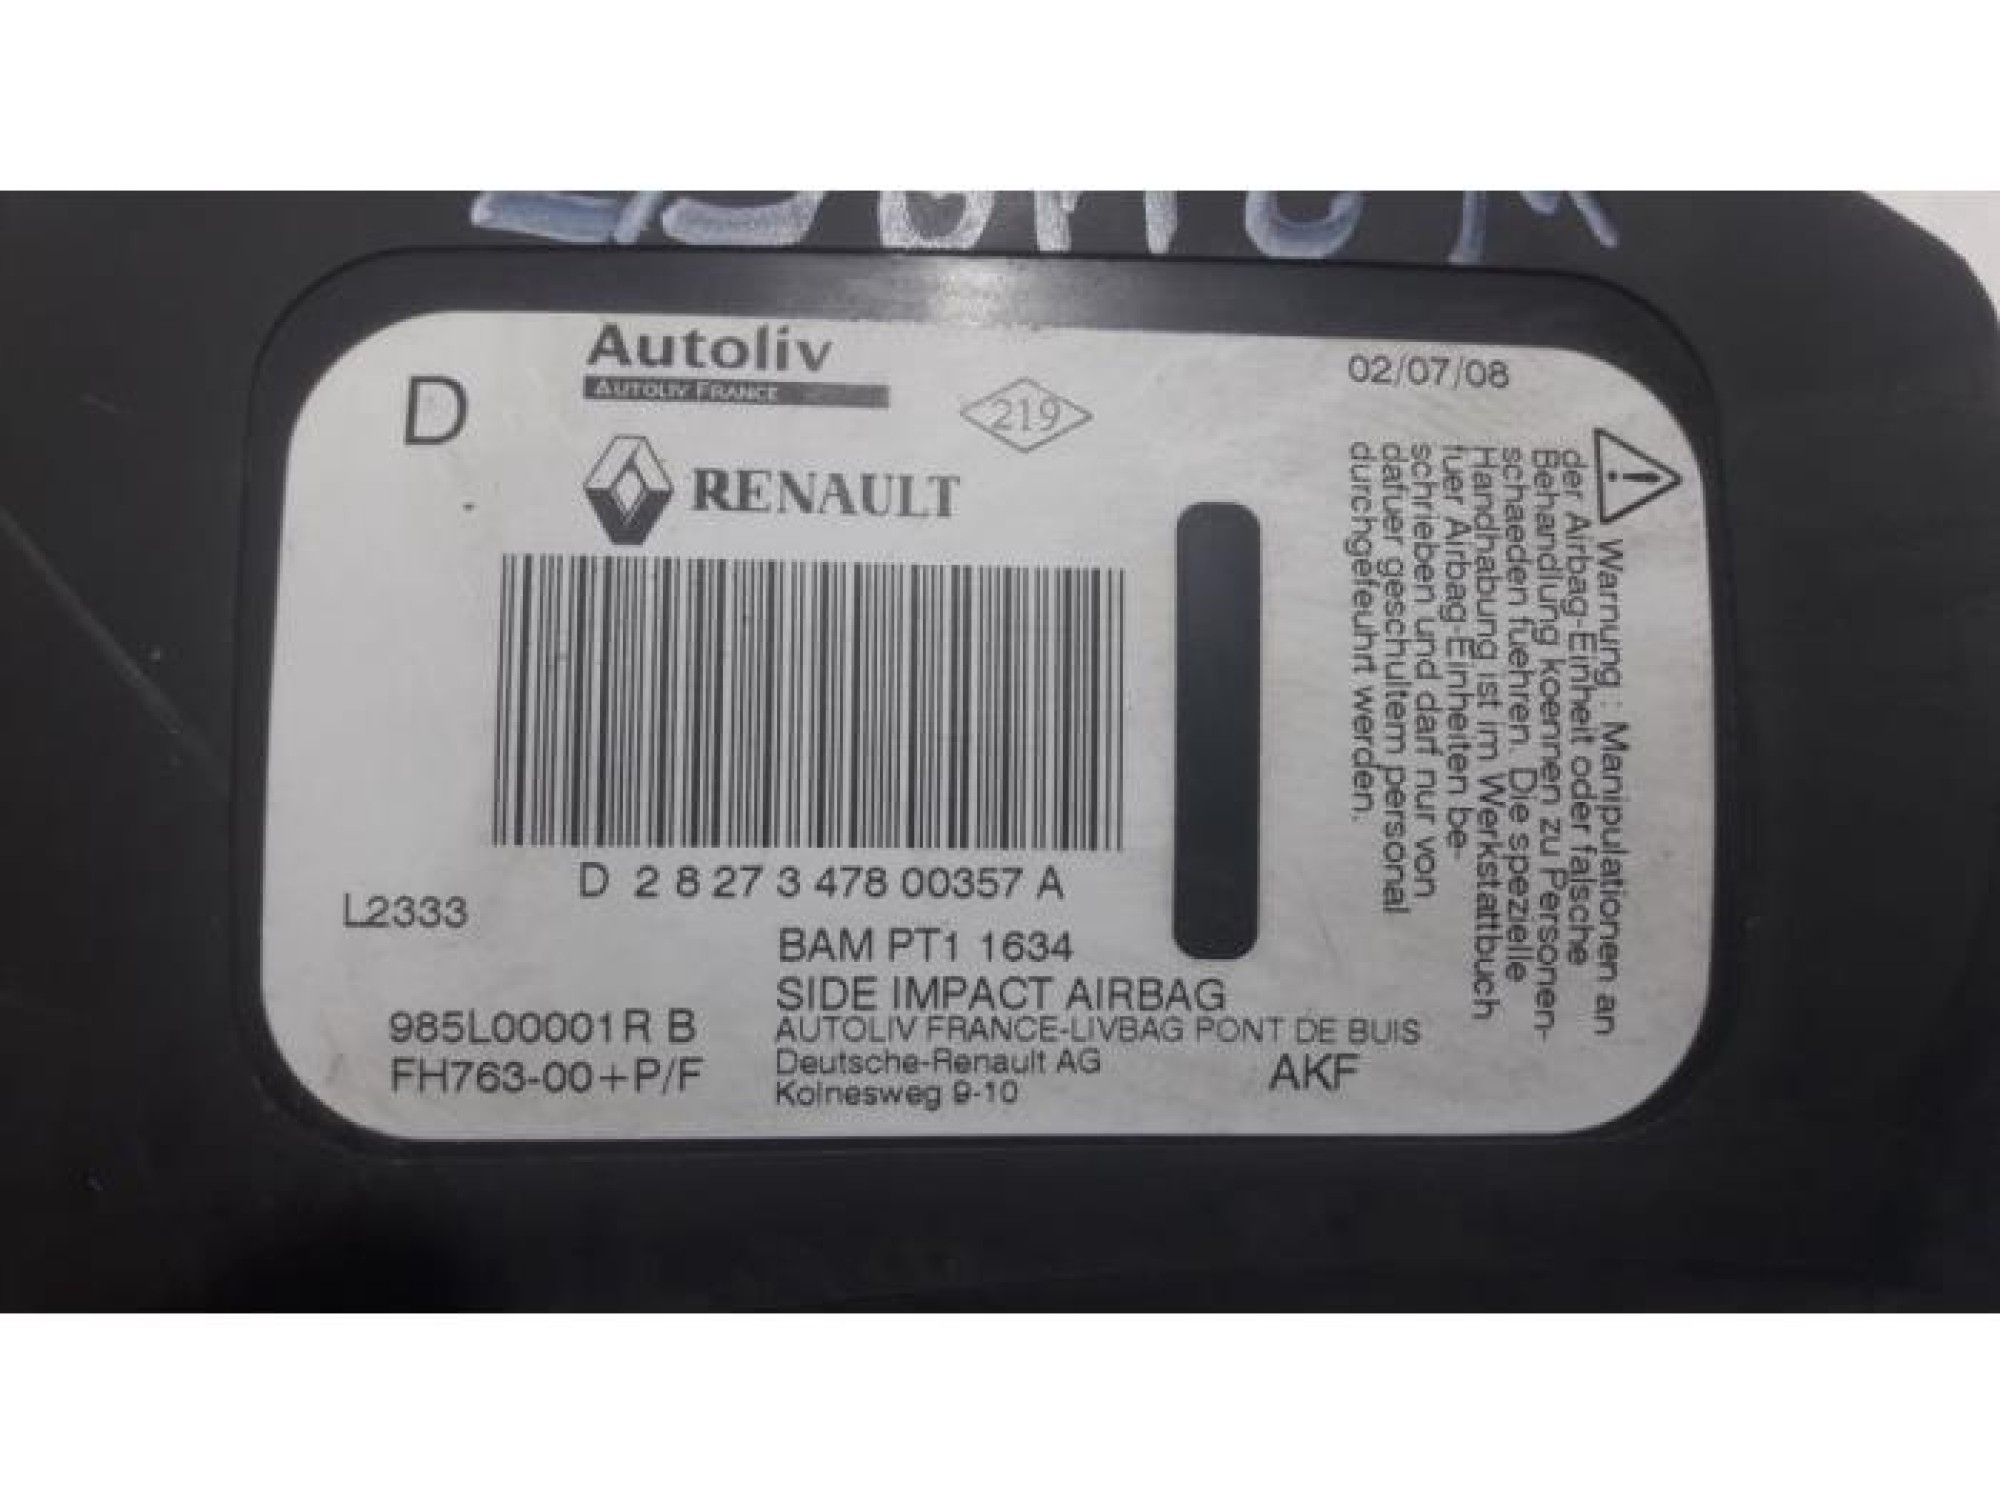 D
Autoliv
AUTOLIV FRANCE
219
02/07/08
RENAULT
D 2 8 27 3 478 00357 A
L2333
BAM PT1 1634
SIDE IMPACT AIRBAG
985L00001R B
AUTOLIV FRANCE-LIVBAG PONT DE BUIS
FH763-00+P/F
Deutsche-Renault AG
AKF
Kolnesweg 9-10
Warnung : Manipulationen an
der Airbag-Einheit oder falsche
Behandlung koennen zu Personen-
schaeden fuehren. Die spezielle
Handhabung ist im Werkstattbuch
fuer Airbag-Einheiten be-
schrieben und darf nur von
dafuer geschultem personal
durchgefeuhrt werden.